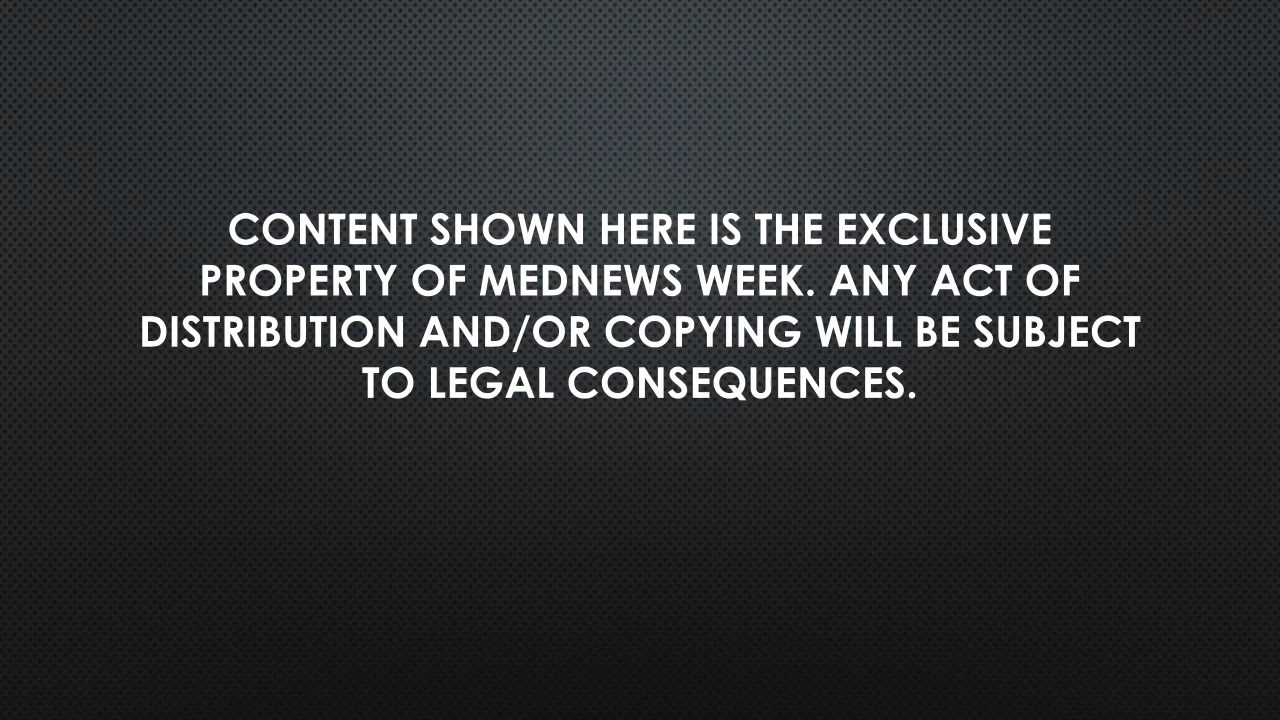 CONTENT SHOWN HERE IS THE EXCLUSIVE
PROPERTY OF MEDNEWS WEEK. ANY ACT OF
DISTRIBUTION AND/OR COPYING WILL BE SUBJECT
TO LEGAL CONSEQUENCES.